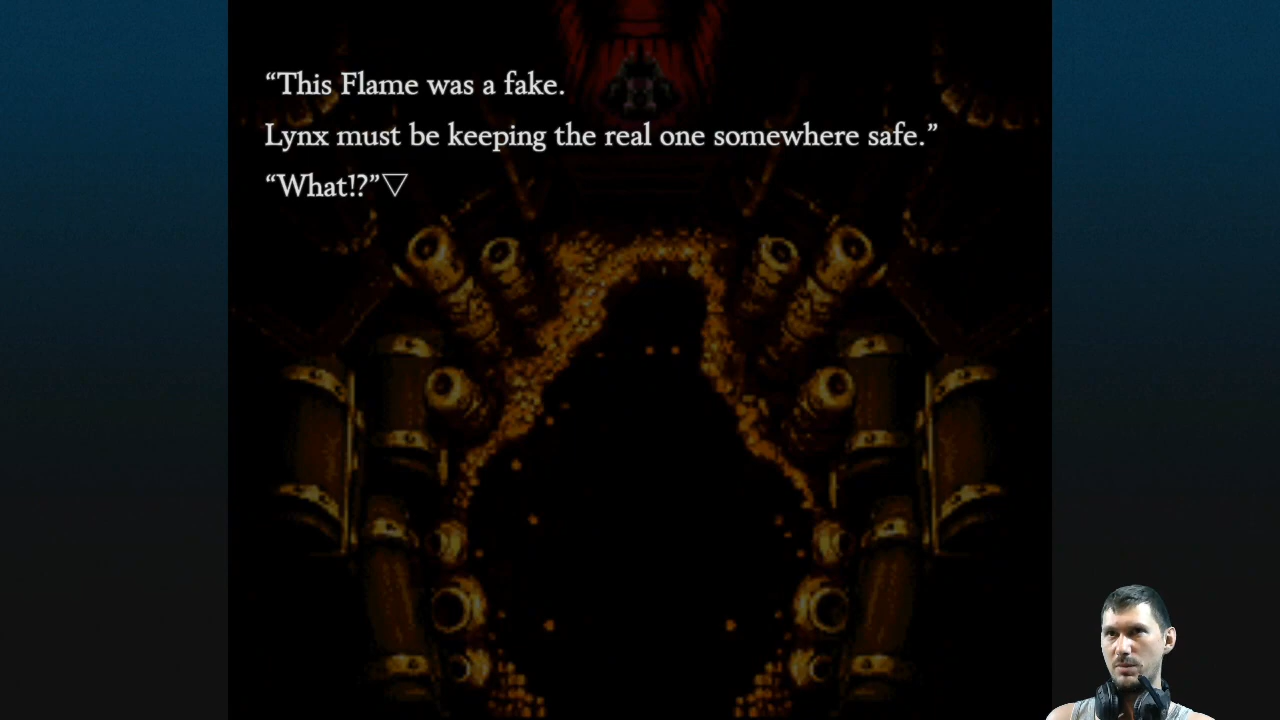 “This Flame was a fake.
Lynx must be keeping the real one somewhere safe.”
“What!?”▽